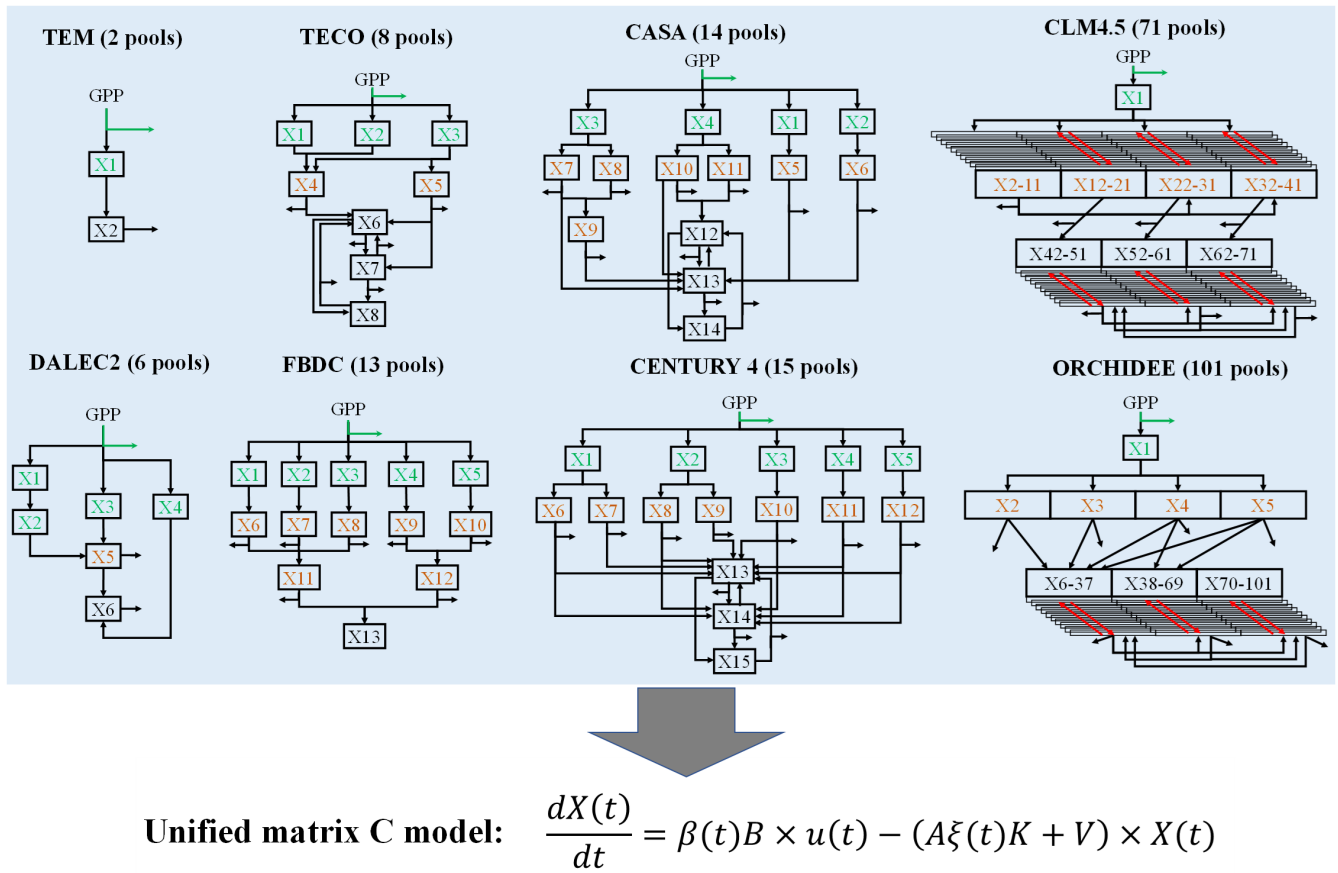 TEM (2 pools)
GPP
X1
X2
TECO (8 pools)
GPP
X1 X2 X3
X4 X5
X6
X7
X8
CASA (14 pools)
GPP
X3 X4 X1 X2
X7 X8 X10 X11 X5 X6
X9 X12
X13
X14
CLM4.5 (71 pools)
GPP
X1
X2-11 X12-21 X22-31 X32-41
X42-51 X52-61 X62-71
DALEC2 (6 pools)
GPP
X1
X3 X4
X2
X5
X6
FBDC (13 pools)
GPP
X1 X2 X3 X4 X5
X6 X7 X8 X9 X10
X11 X12
X13
CENTURY 4 (15 pools)
GPP
X1 X2 X3 X4 X5
X6 X7 X8 X9 X10 X11 X12
X13
X14
X15
ORCHIDEE (101 pools)
GPP
X1
X2 X3 X4 X5
X6-37 X38-69 X70-101
Unified matrix C model: dX(t)/dt = β(t)B × u(t) − (Aξ(t)K + V) × X(t)